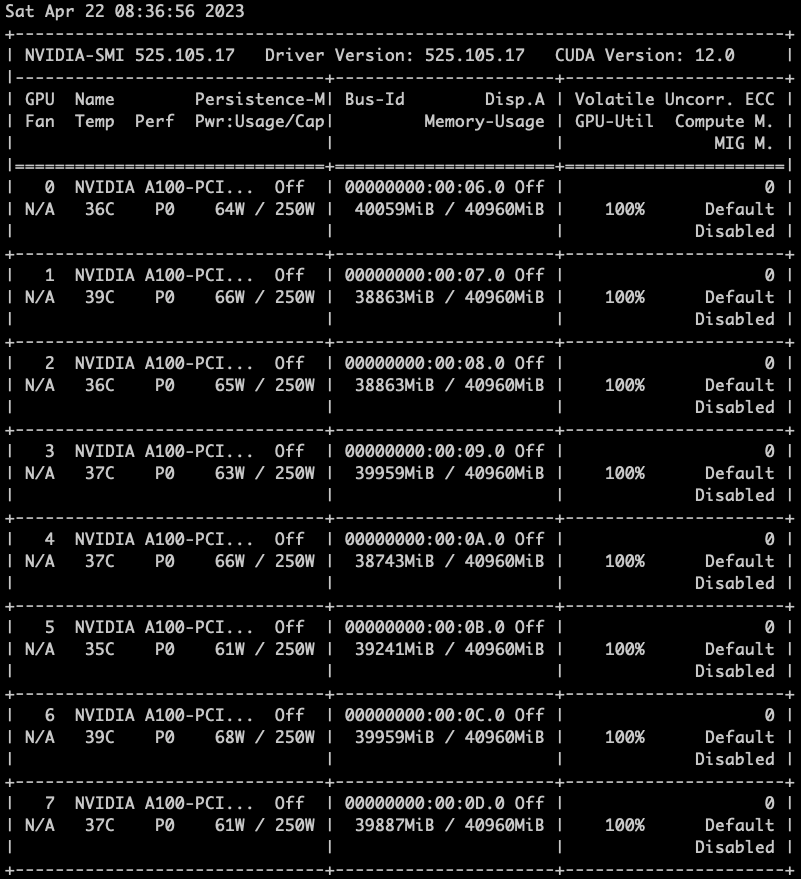 Sat Apr 22 08:36:56 2023
+-----------------------------------------------------------------------------+
| NVIDIA-SMI 525.105.17   Driver Version: 525.105.17   CUDA Version: 12.0     |
|-------------------------------+----------------------+----------------------+
| GPU  Name        Persistence-M| Bus-Id        Disp.A | Volatile Uncorr. ECC |
| Fan  Temp  Perf  Pwr:Usage/Cap|         Memory-Usage | GPU-Util  Compute M. |
|                               |                      |               MIG M. |
|===============================+======================+======================|
|   0  NVIDIA A100-PCI...  Off  | 00000000:00:06.0 Off |                    0 |
| N/A   36C    P0    64W / 250W |  40059MiB / 40960MiB |    100%      Default |
|                               |                      |             Disabled |
+-------------------------------+----------------------+----------------------+
|   1  NVIDIA A100-PCI...  Off  | 00000000:00:07.0 Off |                    0 |
| N/A   39C    P0    66W / 250W |  38863MiB / 40960MiB |    100%      Default |
|                               |                      |             Disabled |
+-------------------------------+----------------------+----------------------+
|   2  NVIDIA A100-PCI...  Off  | 00000000:00:08.0 Off |                    0 |
| N/A   36C    P0    65W / 250W |  38863MiB / 40960MiB |    100%      Default |
|                               |                      |             Disabled |
+-------------------------------+----------------------+----------------------+
|   3  NVIDIA A100-PCI...  Off  | 00000000:00:09.0 Off |                    0 |
| N/A   37C    P0    63W / 250W |  39959MiB / 40960MiB |    100%      Default |
|                               |                      |             Disabled |
+-------------------------------+----------------------+----------------------+
|   4  NVIDIA A100-PCI...  Off  | 00000000:00:0A.0 Off |                    0 |
| N/A   37C    P0    66W / 250W |  38743MiB / 40960MiB |    100%      Default |
|                               |                      |             Disabled |
+-------------------------------+----------------------+----------------------+
|   5  NVIDIA A100-PCI...  Off  | 00000000:00:0B.0 Off |                    0 |
| N/A   35C    P0    61W / 250W |  39241MiB / 40960MiB |    100%      Default |
|                               |                      |             Disabled |
+-------------------------------+----------------------+----------------------+
|   6  NVIDIA A100-PCI...  Off  | 00000000:00:0C.0 Off |                    0 |
| N/A   39C    P0    68W / 250W |  39959MiB / 40960MiB |    100%      Default |
|                               |                      |             Disabled |
+-------------------------------+----------------------+----------------------+
|   7  NVIDIA A100-PCI...  Off  | 00000000:00:0D.0 Off |                    0 |
| N/A   37C    P0    61W / 250W |  39887MiB / 40960MiB |    100%      Default |
|                               |                      |             Disabled |
+-------------------------------+----------------------+----------------------+